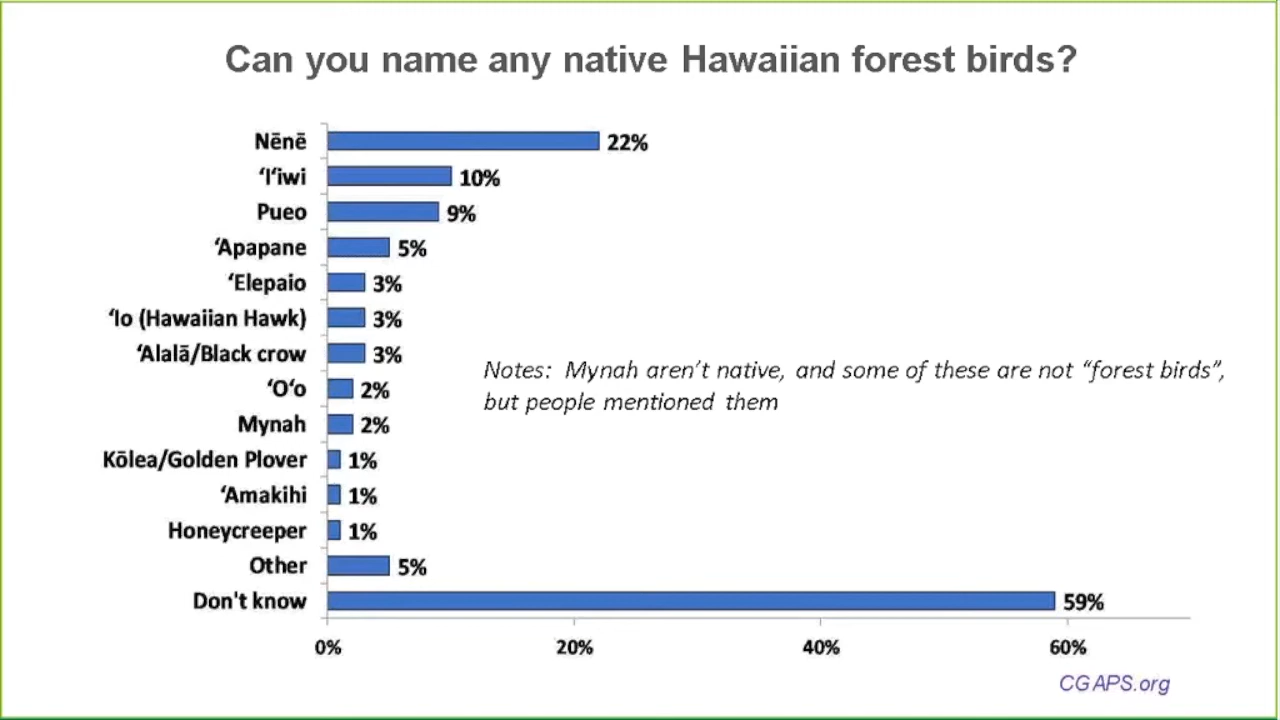 Can you name any native Hawaiian forest birds?
Nēnē 22%
ʻIʻiwi 10%
Pueo 9%
ʻApapane 5%
ʻElepaio 3%
ʻIo (Hawaiian Hawk) 3%
ʻAlalā/Black crow 3%
ʻOʻo 2%
Mynah 2%
Kōlea/Golden Plover 1%
ʻAmakihi 1%
Honeycreeper 1%
Other 5%
Don't know 59%
0% 20% 40% 60%
Notes: Mynah aren’t native, and some of these are not “forest birds”,
but people mentioned them
CGAPS.org